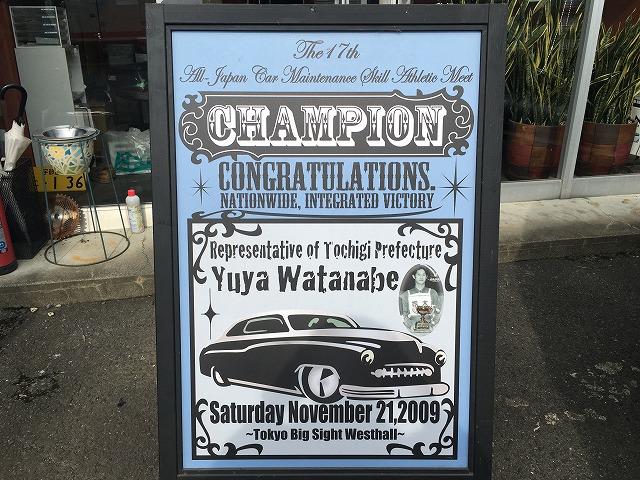 The 17th
All-Japan Car Maintenance Skill Athletic Meet
CHAMPION
CONGRATULATIONS.
NATIONWIDE, INTEGRATED VICTORY
Representative of Tochigi Prefecture
Yuya Watanabe
Saturday November 21,2009
~Tokyo Big Sight Westhall~
136